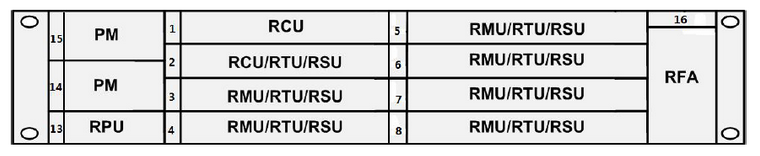 15 PM 1 RCU 5 RMU/RTU/RSU 16
2 RCU/RTU/RSU 6 RMU/RTU/RSU
14 PM 3 RMU/RTU/RSU 7 RMU/RTU/RSU RFA
13 RPU 4 RMU/RTU/RSU 8 RMU/RTU/RSU